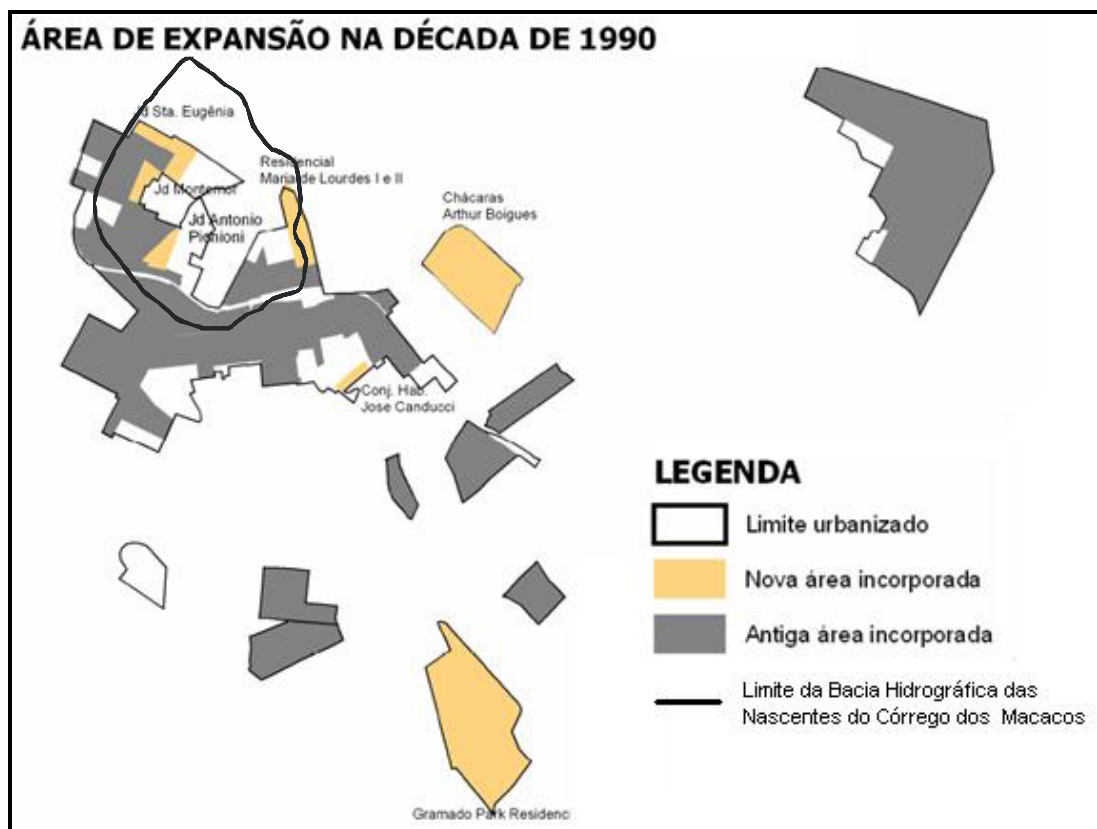 ÁREA DE EXPANSÃO NA DÉCADA DE 1990
Jd Sta. Eugênia
Residencial
Maria de Lourdes I e II
Jd Montemor
Jd Antonio
Chácaras
Arthur Boigues
Conj. Hab.
Jose Canducci
LEGENDA
Limite urbanizado
Nova área incorporada
Antiga área incorporada
Limite da Bacia Hidrográfica das
Nascentes do Córrego dos Macacos
Gramado Park Residenc